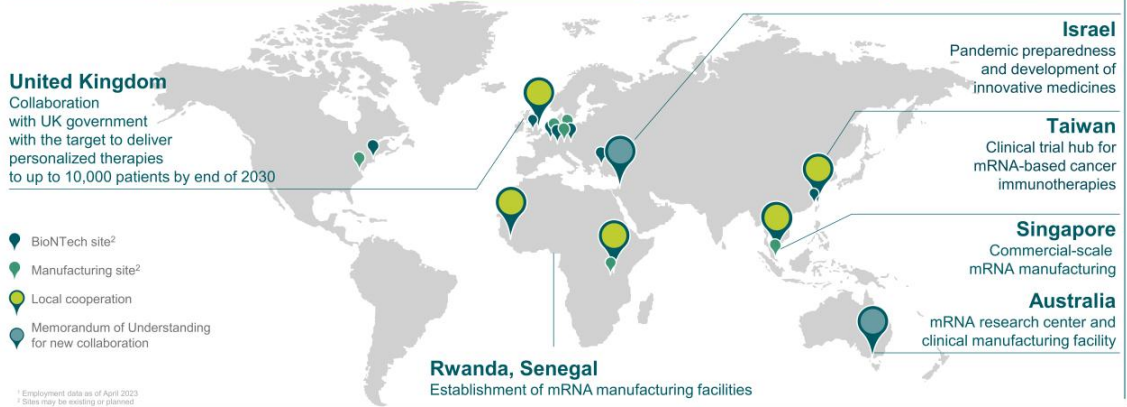 Israel
Pandemic preparedness
and development of
innovative medicines
United Kingdom
Collaboration
with UK government
with the target to deliver
personalized therapies
to up to 10,000 patients by end of 2030
Taiwan
Clinical trial hub for
mRNA-based cancer
immunotherapies
Singapore
Commercial-scale
mRNA manufacturing
Australia
mRNA research center and
clinical manufacturing facility
BioNTech site²
Manufacturing site²
Local cooperation
Memorandum of Understanding
for new collaboration
Rwanda, Senegal
Establishment of mRNA manufacturing facilities
¹ Employment data as of April 2023
² Sites may be existing or planned